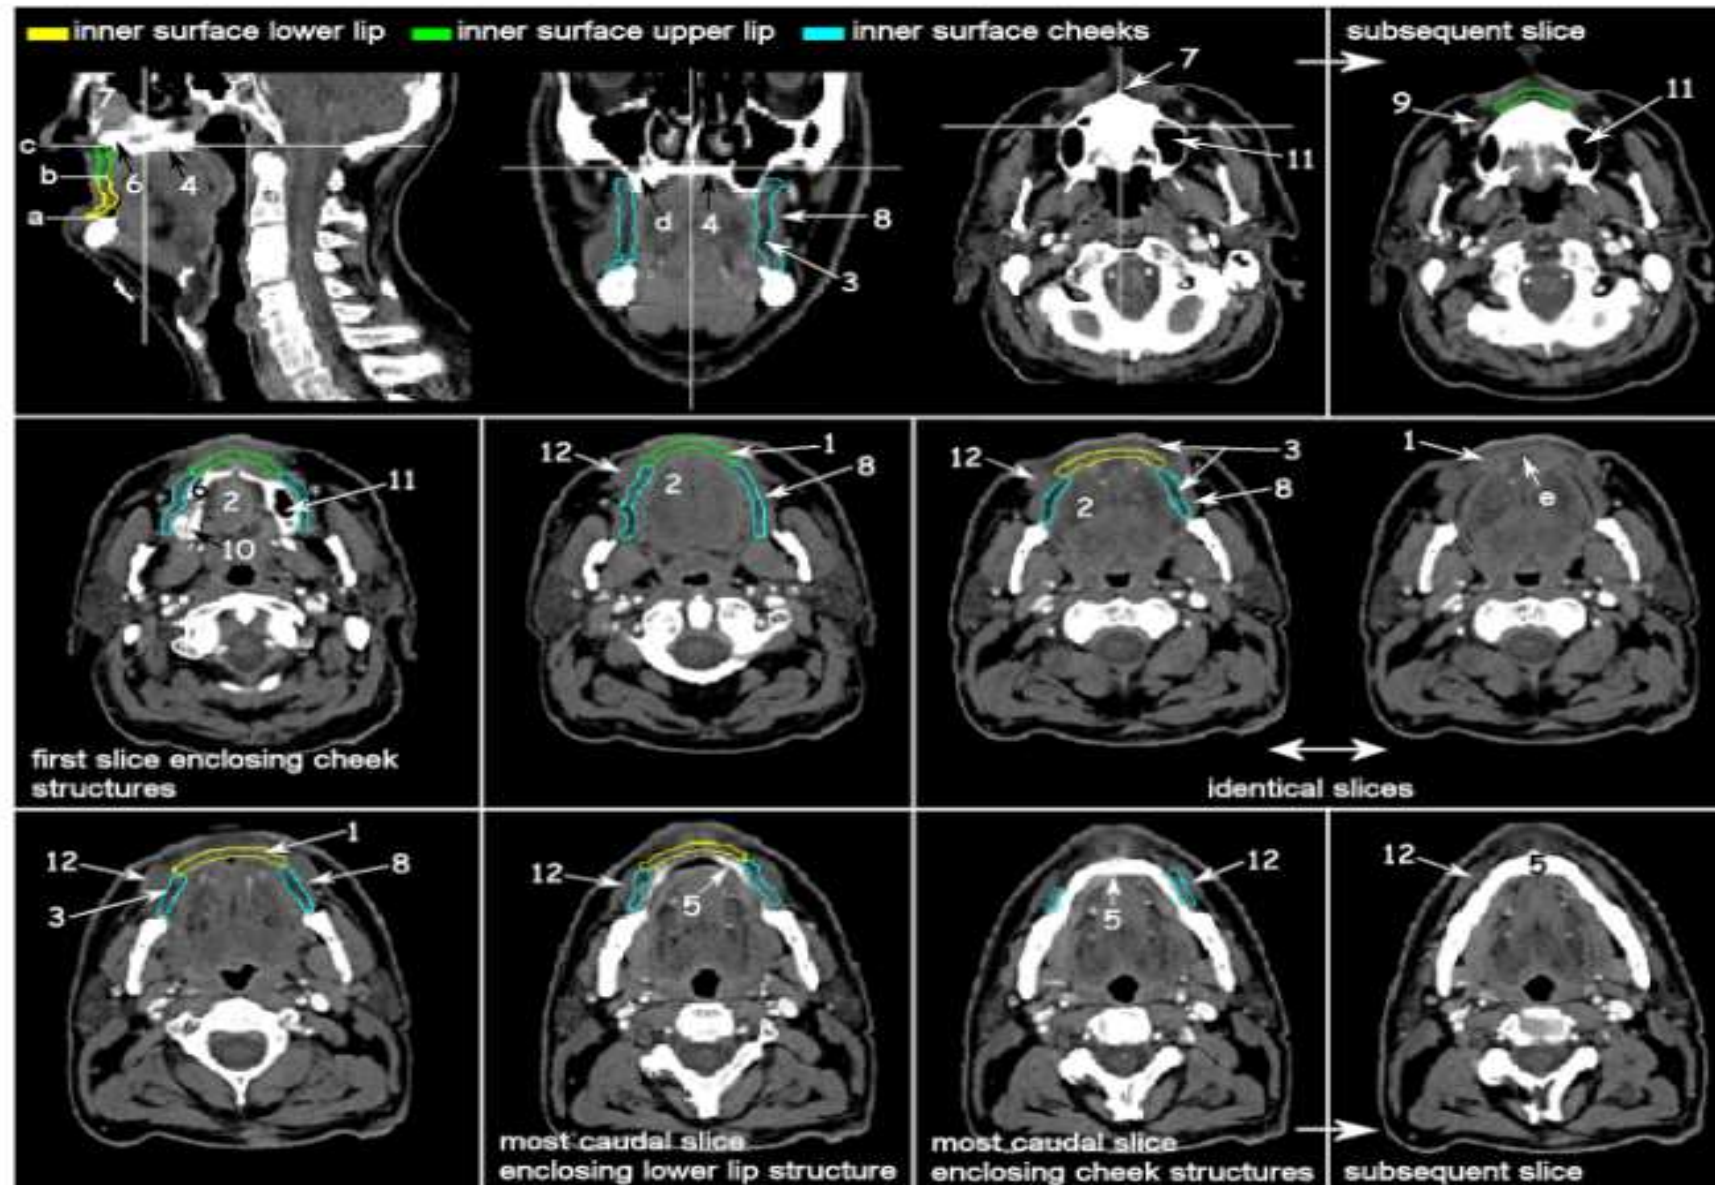 inner surface lower lip inner surface upper lip inner surface cheeks
subsequent slice
7 7
9 11
c
b 6 4
a
d 4 8
3
11
12 1 12 3 1
6 2 11 2 8 2 8 e
10
first slice enclosing cheek
structures
identical slices
12 1 8
3
12 5
12 5
12 5
most caudal slice
enclosing lower lip structure
most caudal slice
enclosing cheek structures
subsequent slice